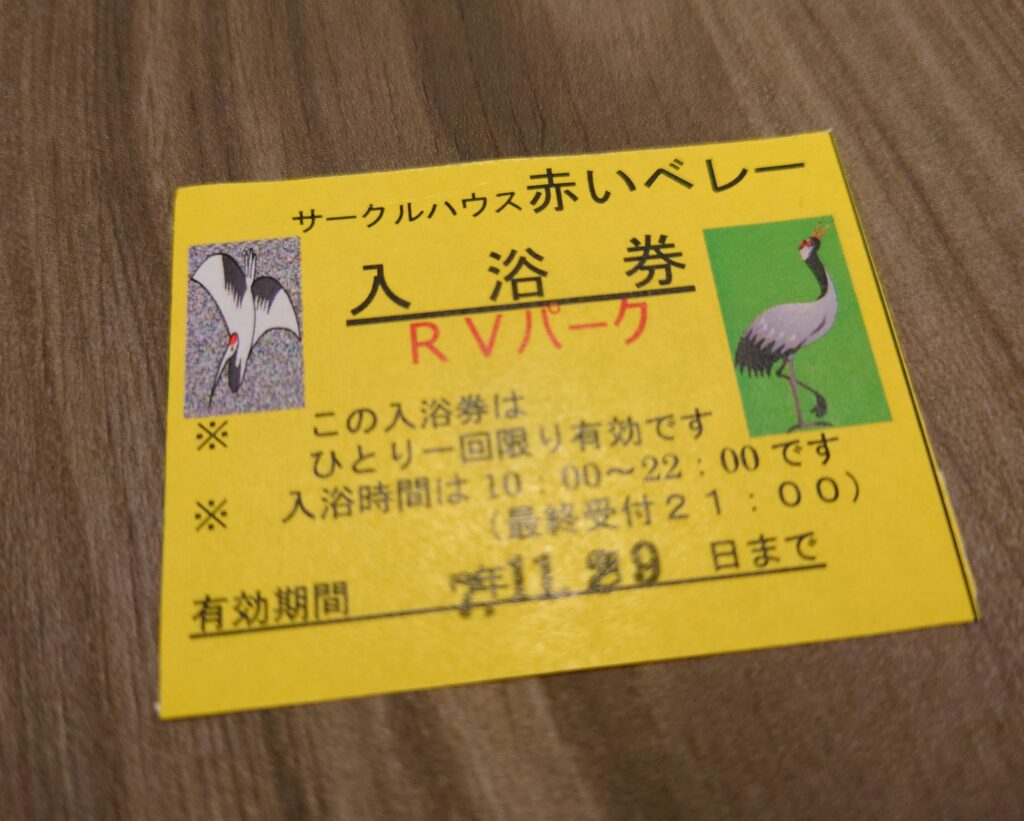 サークルハウス赤いベレー
入浴券
RVパーク
※ この入浴券は
ひとり一回限り有効です
※ 入浴時間は10:00～22:00です
(最終受付21:00)
有効期間 7.年11.29 日まで